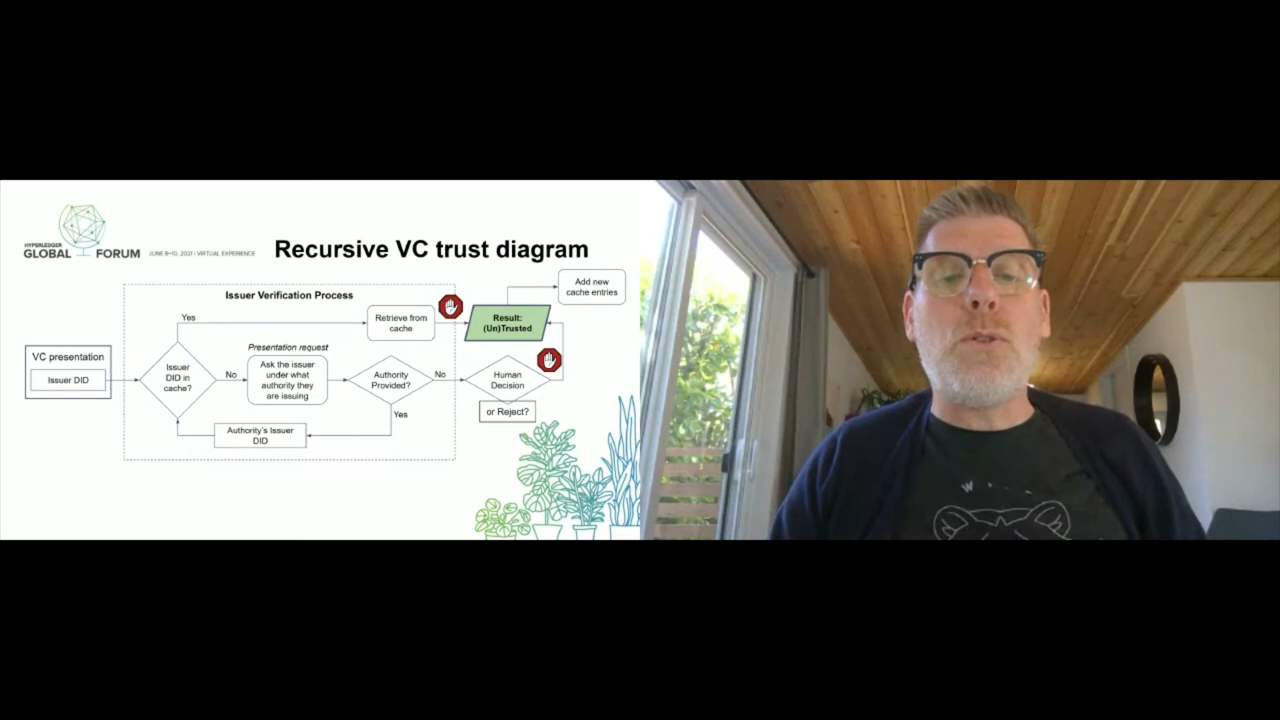 HYPERLEDGER
GLOBAL FORUM
JUNE 8–10, 2021 | VIRTUAL EXPERIENCE
Recursive VC trust diagram
Add new
cache entries
Issuer Verification Process
Yes
Retrieve from
cache
Result:
(Un)Trusted
VC presentation
Issuer DID
Issuer
DID in
cache?
No
Presentation request
Ask the issuer
under what
authority they
are issuing
Authority
Provided?
No
Human
Decision
or Reject?
Yes
Authority's Issuer
DID